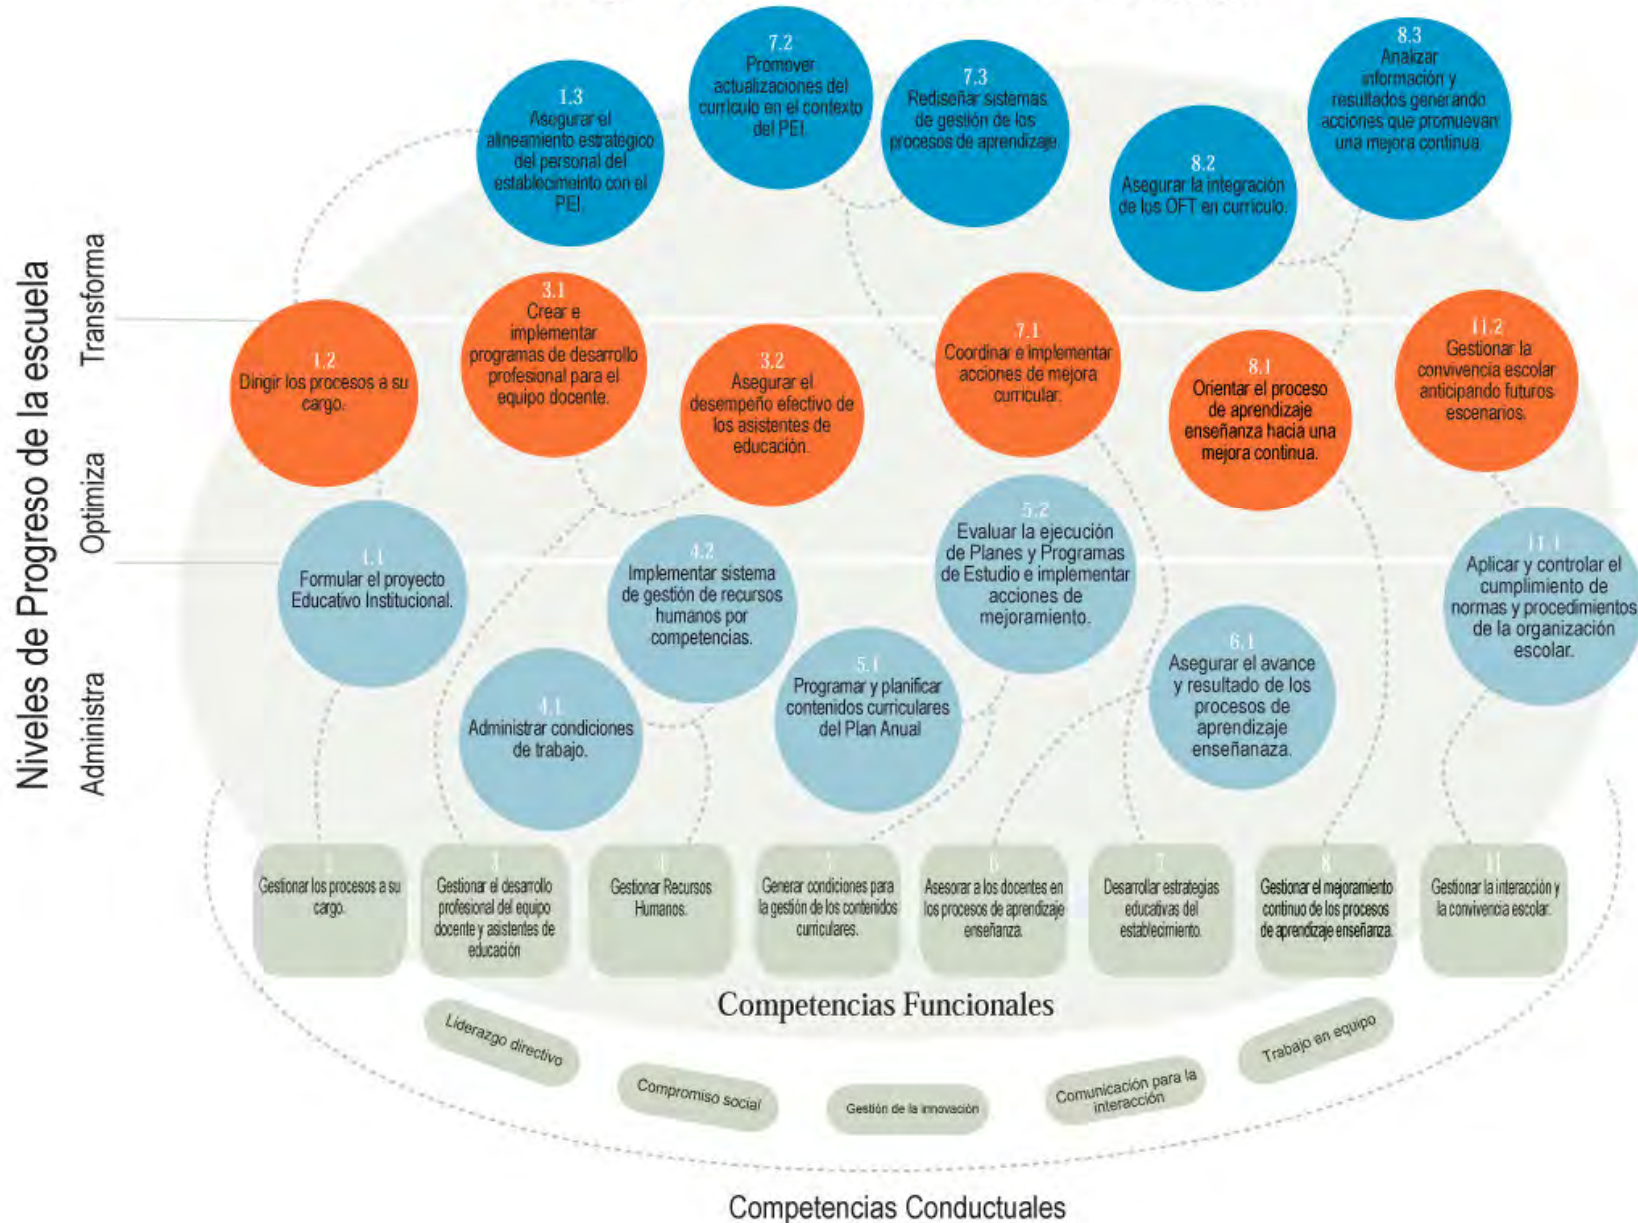 7.2
Promover
actualizaciones del
currículo en el contexto
del PEI.
8.3
Analizar
información y
resultados generando
acciones que promuevan
una mejora continua.
7.3
Rediseñar sistemas
de gestión de los
procesos de aprendizaje.
1.3
Asegurar el
alineamiento estratégico
del personal del
establecimeinto con el
PEI.
8.2
Asegurar la integración
de los OFT en currículo.
Niveles de Progreso de la escuela
Transforma
Optimiza
Administra
1.2
Dirigir los procesos a su
cargo.
3.1
Crear e
implementar
programas de desarrollo
profesional para el
equipo docente.
3.2
Asegurar el
desempeño efectivo de
los asistentes de
educación.
7.1
Coordinar e implementar
acciones de mejora
curricular.
8.1
Orientar el proceso
de aprendizaje
enseñanza hacia una
mejora continua.
11.2
Gestionar la
convivencia escolar
anticipando futuros
escenarios.
1.1
Formular el proyecto
Educativo Institucional.
4.2
Implementar sistema
de gestión de recursos
humanos por
competencias.
5.2
Evaluar la ejecución
de Planes y Programas
de Estudio e implementar
acciones de
mejoramiento.
11.1
Aplicar y controlar el
cumplimiento de
normas y procedimientos
de la organización
escolar.
4.1
Administrar condiciones
de trabajo.
5.1
Programar y planificar
contenidos curriculares
del Plan Anual
6.1
Asegurar el avance
y resultado de los
procesos de
aprendizaje
enseñanaza.
Gestionar los procesos a su
cargo.
3
Gestionar el desarrollo
profesional del equipo
docente y asistentes de
educación
4
Gestionar Recursos
Humanos.
5
Generar condiciones para
la gestión de los contenidos
curriculares.
6
Asesorar a los docentes en
los procesos de aprendizaje
enseñanza.
7
Desarrollar estrategias
educativas del
establecimiento.
8
Gestionar el mejoramiento
continuo de los procesos
de aprendizaje enseñanza.
11
Gestionar la interacción y
la convivencia escolar.
Competencias Funcionales
Liderazgo directivo
Compromiso social
Gestión de la innovación
Comunicación para la
interacción
Trabajo en equipo
Competencias Conductuales